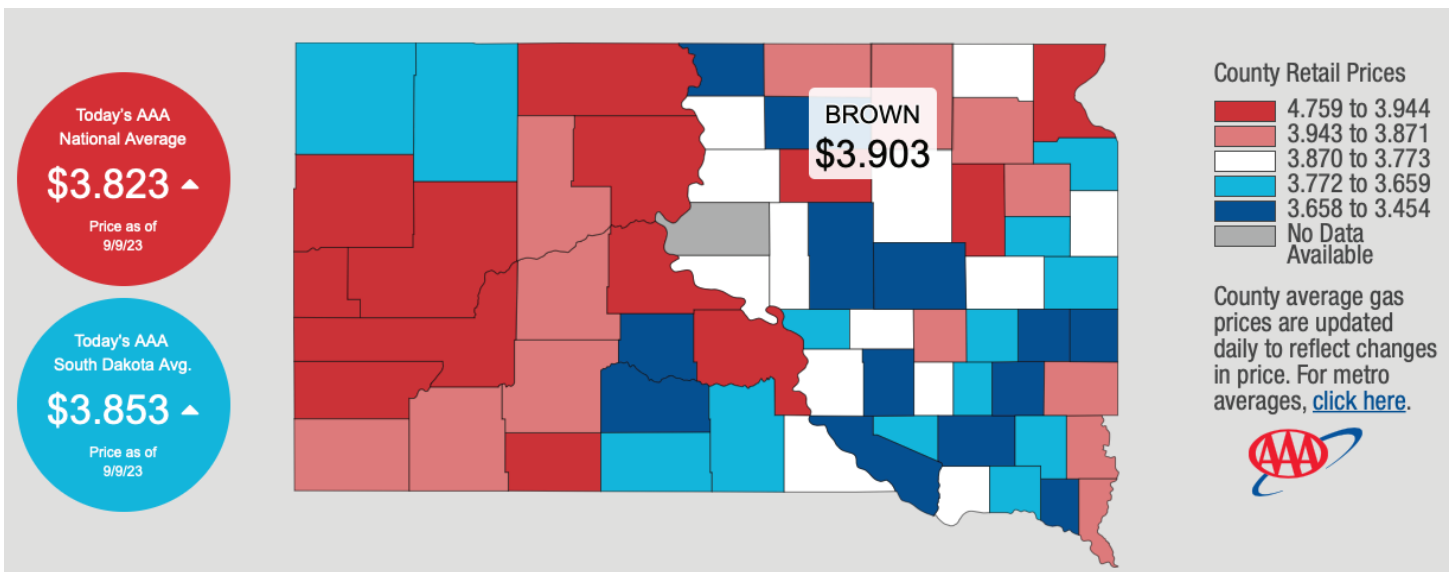 Today's AAA
National Average
$3.823
Price as of
9/9/23
Today's AAA
South Dakota Avg.
$3.853
Price as of
9/9/23
BROWN
$3.903
County Retail Prices
4.759 to 3.944
3.943 to 3.871
3.870 to 3.773
3.772 to 3.659
3.658 to 3.454
No Data
Available
County average gas
prices are updated
daily to reflect changes
in price. For metro
averages, click here.
AAA